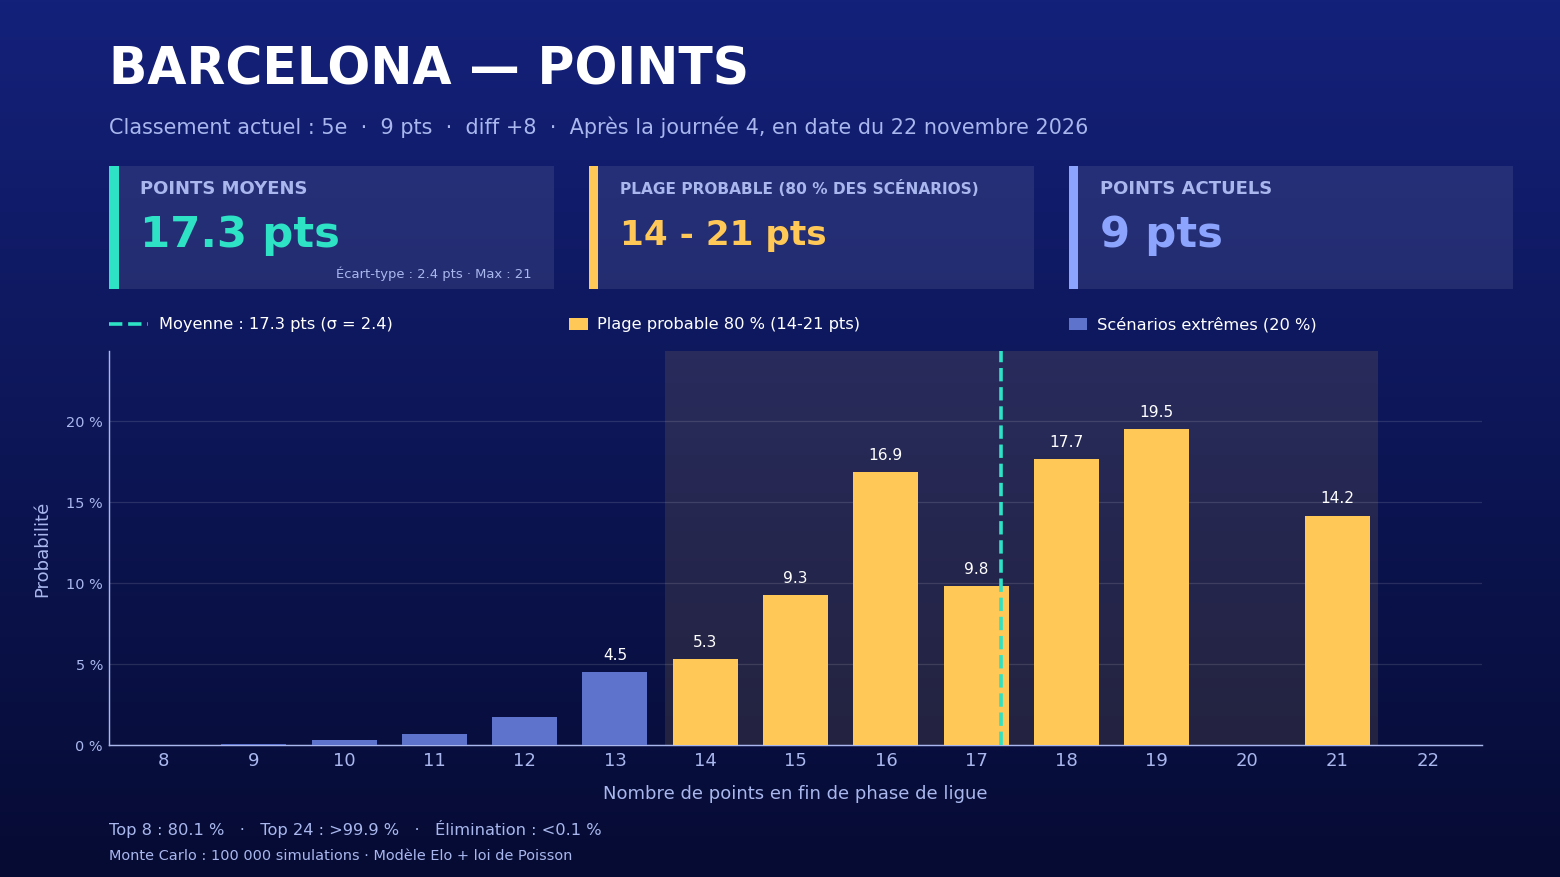 BARCELONA — POINTS
Classement actuel : 5e · 9 pts · diff +8 · Après la journée 4, en date du 22 novembre 2026
POINTS MOYENS
17.3 pts
Écart-type : 2.4 pts · Max : 21
PLAGE PROBABLE (80 % DES SCÉNARIOS)
14 - 21 pts
POINTS ACTUELS
9 pts
Moyenne : 17.3 pts (σ = 2.4)
Plage probable 80 % (14-21 pts)
Scénarios extrêmes (20 %)
Probabilité
20 %
15 %
10 %
5 %
0 %
4.5
5.3
9.3
16.9
9.8
17.7
19.5
14.2
8 9 10 11 12 13 14 15 16 17 18 19 20 21 22
Nombre de points en fin de phase de ligue
Top 8 : 80.1 % · Top 24 : >99.9 % · Élimination : <0.1 %
Monte Carlo : 100 000 simulations · Modèle Elo + loi de Poisson